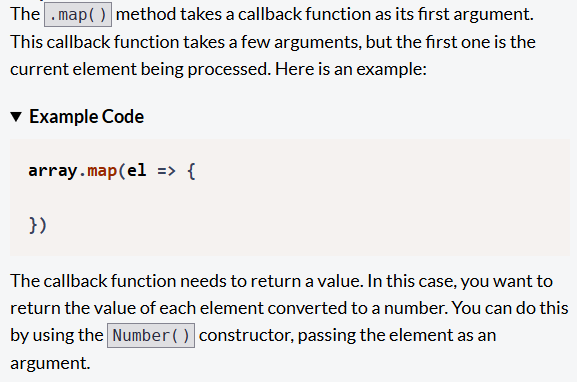 The .map() method takes a callback function as its first argument.
This callback function takes a few arguments, but the first one is the
current element being processed. Here is an example:
▼ Example Code
array.map(el => {
})
The callback function needs to return a value. In this case, you want to
return the value of each element converted to a number. You can do this
by using the Number() constructor, passing the element as an
argument.